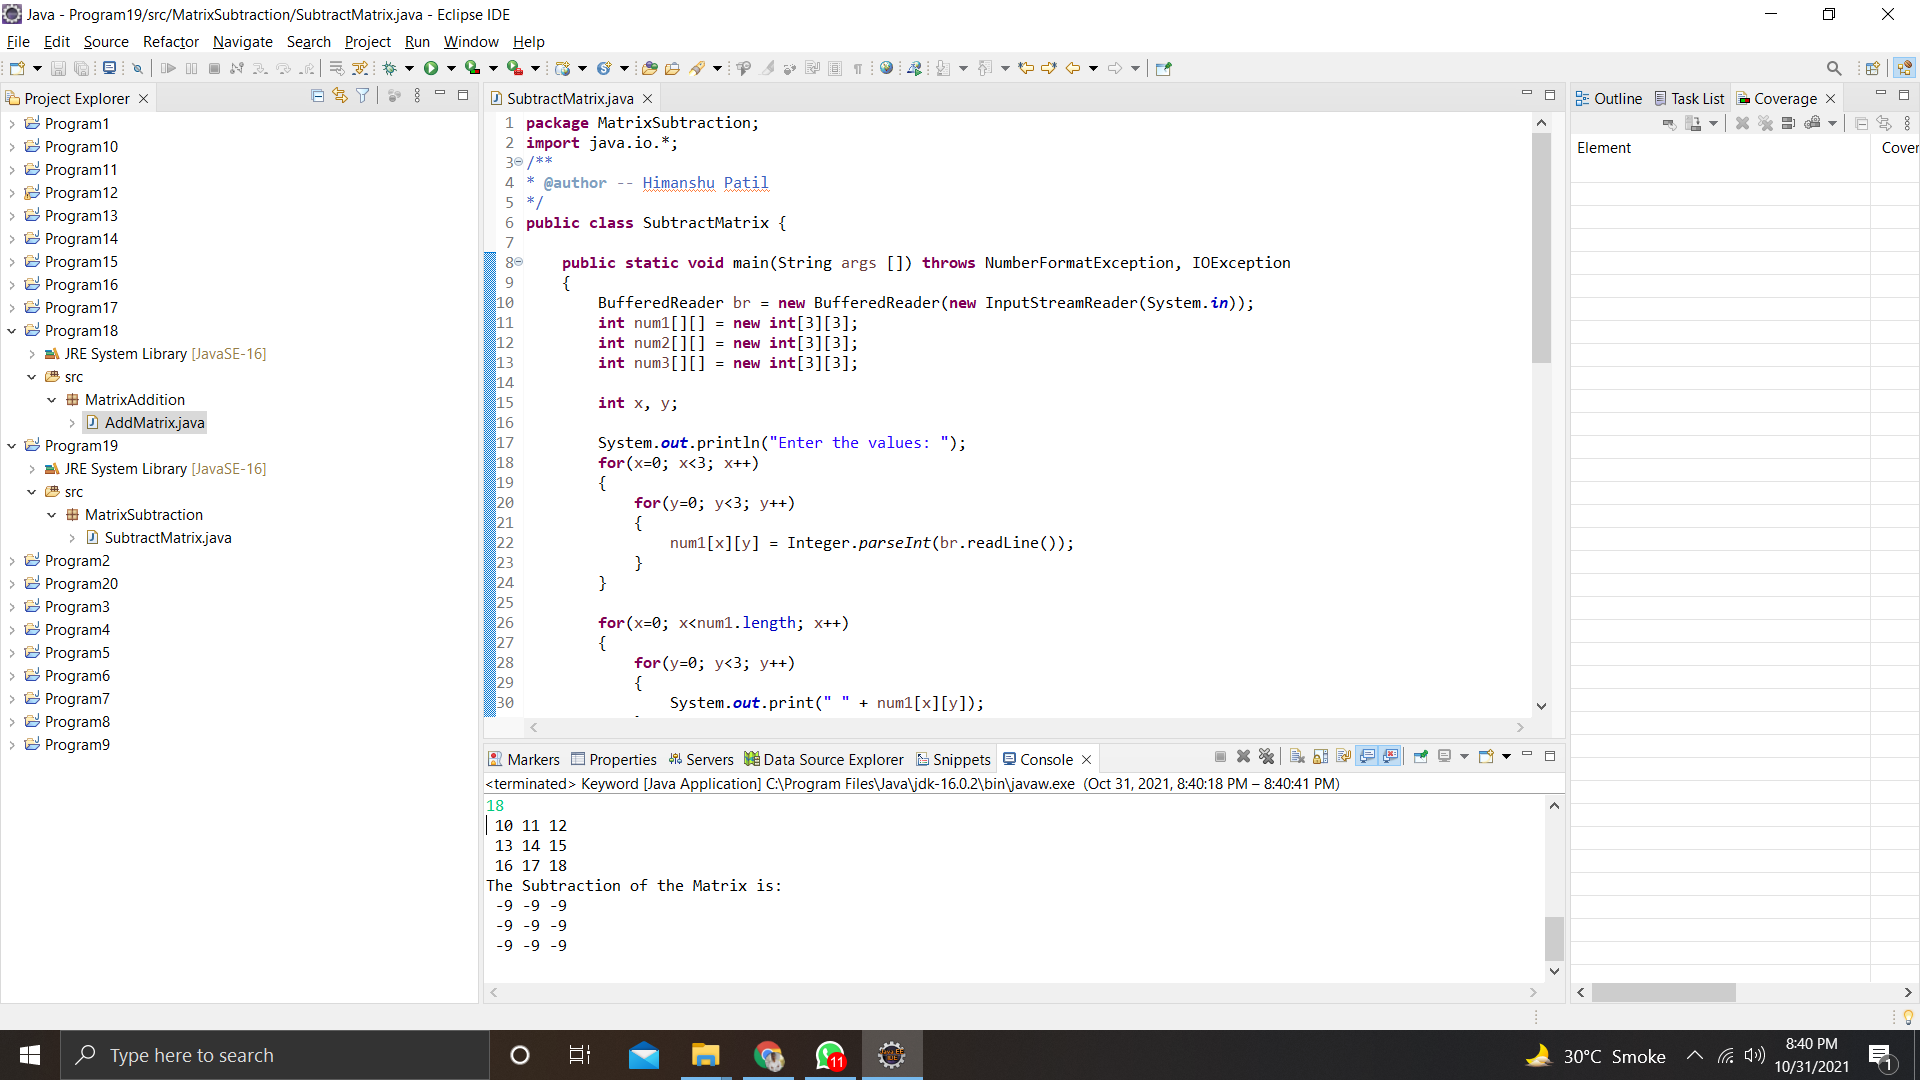 Java - Program19/src/MatrixSubtraction/SubtractMatrix.java - Eclipse IDE
File Edit Source Refactor Navigate Search Project Run Window Help
Project Explorer
Program1
Program10
Program11
Program12
Program13
Program14
Program15
Program16
Program17
Program18
JRE System Library [JavaSE-16]
src
MatrixAddition
AddMatrix.java
Program19
JRE System Library [JavaSE-16]
src
MatrixSubtraction
SubtractMatrix.java
Program2
Program20
Program3
Program4
Program5
Program6
Program7
Program8
Program9
SubtractMatrix.java
1 package MatrixSubtraction;
2 import java.io.*;
3 /**
4 * @author -- Himanshu Patil
5 */
6 public class SubtractMatrix {
7
8 public static void main(String args []) throws NumberFormatException, IOException
9 {
10 BufferedReader br = new BufferedReader(new InputStreamReader(System.in));
11 int num1[][] = new int[3][3];
12 int num2[][] = new int[3][3];
13 int num3[][] = new int[3][3];
14
15 int x, y;
16
17 System.out.println("Enter the values: ");
18 for(x=0; x<3; x++)
19 {
20 for(y=0; y<3; y++)
21 {
22 num1[x][y] = Integer.parseInt(br.readLine());
23 }
24 }
25
26 for(x=0; x<num1.length; x++)
27 {
28 for(y=0; y<3; y++)
29 {
30 System.out.print(" " + num1[x][y]);
Outline Task List Coverage
Element Cover
Markers Properties Servers Data Source Explorer Snippets Console
<terminated> Keyword [Java Application] C:\Program Files\Java\jdk-16.0.2\bin\javaw.exe (Oct 31, 2021, 8:40:18 PM – 8:40:41 PM)
18
10 11 12
13 14 15
16 17 18
The Subtraction of the Matrix is:
-9 -9 -9
-9 -9 -9
-9 -9 -9
Type here to search
11
30°C Smoke
8:40 PM
10/31/2021
1